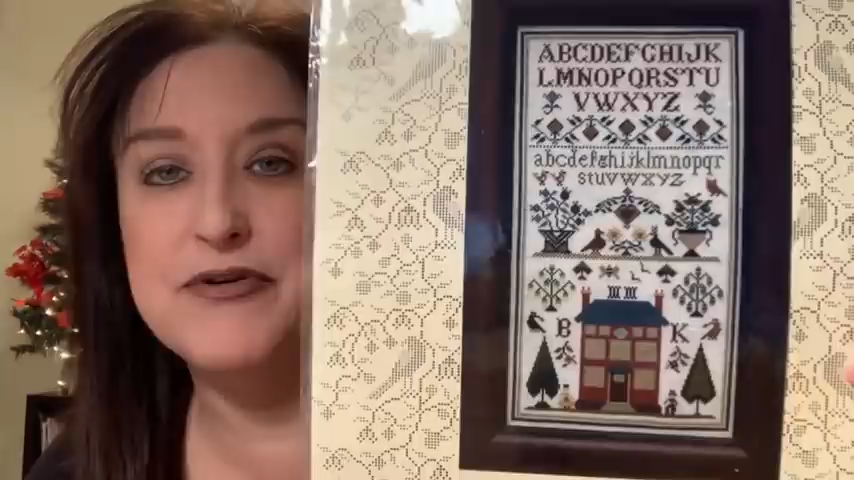 ABCDEFGHIJK
LMNOPQRSTU
VWXYZ
abcdefghijklmnopqr
stuvwxyz
B K